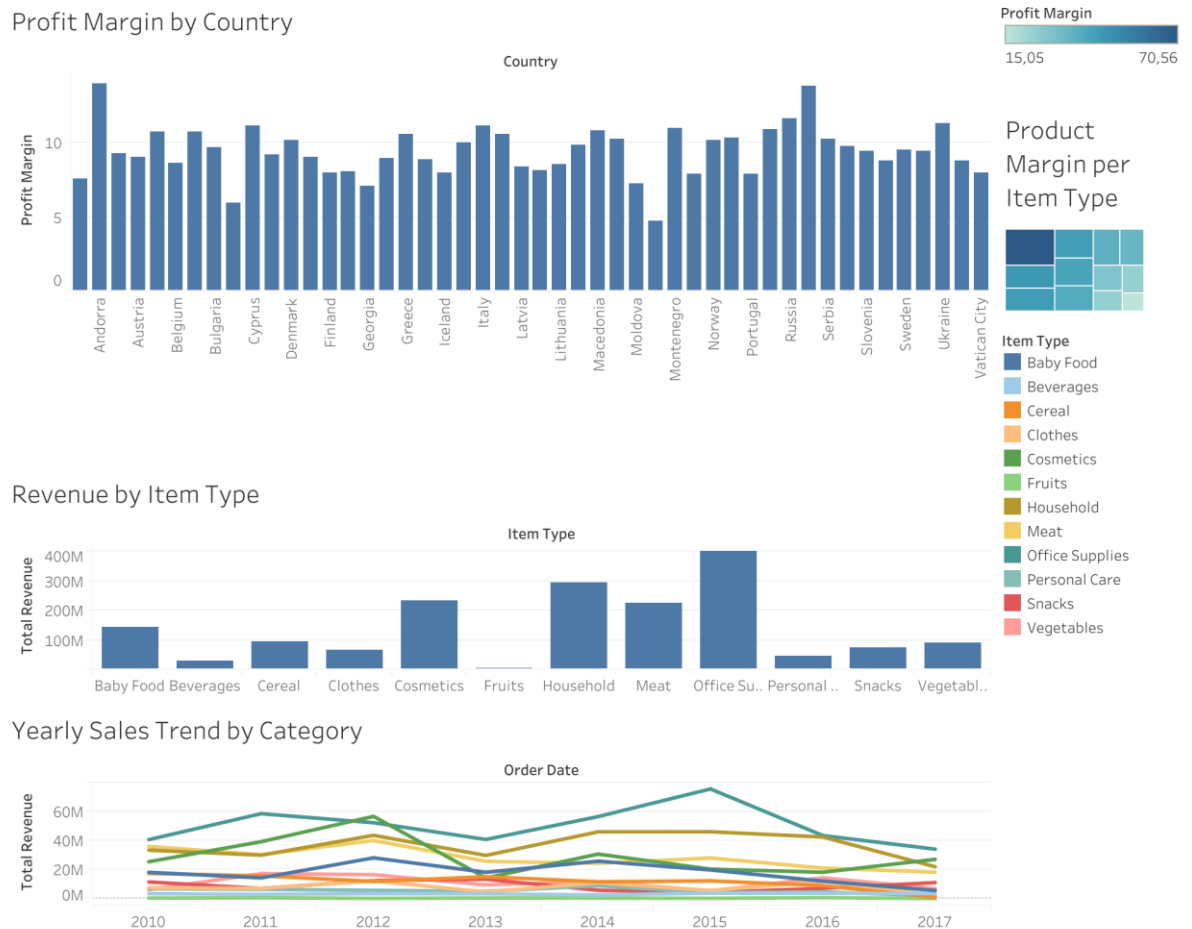 Profit Margin by Country
Country
Profit Margin
10
5
0
Andorra
Austria
Belgium
Bulgaria
Cyprus
Denmark
Finland
Georgia
Greece
Iceland
Italy
Latvia
Lithuania
Macedonia
Moldova
Montenegro
Norway
Portugal
Russia
Serbia
Slovenia
Sweden
Ukraine
Vatican City
Profit Margin
15,05 70,56
Product
Margin per
Item Type
Item Type
Baby Food
Beverages
Cereal
Clothes
Cosmetics
Fruits
Household
Meat
Office Supplies
Personal Care
Snacks
Vegetables
Revenue by Item Type
Item Type
Total Revenue
400M
300M
200M
100M
Baby Food Beverages Cereal Clothes Cosmetics Fruits Household Meat Office Su.. Personal .. Snacks Vegetabl..
Yearly Sales Trend by Category
Order Date
Total Revenue
60M
40M
20M
0M
2010 2011 2012 2013 2014 2015 2016 2017